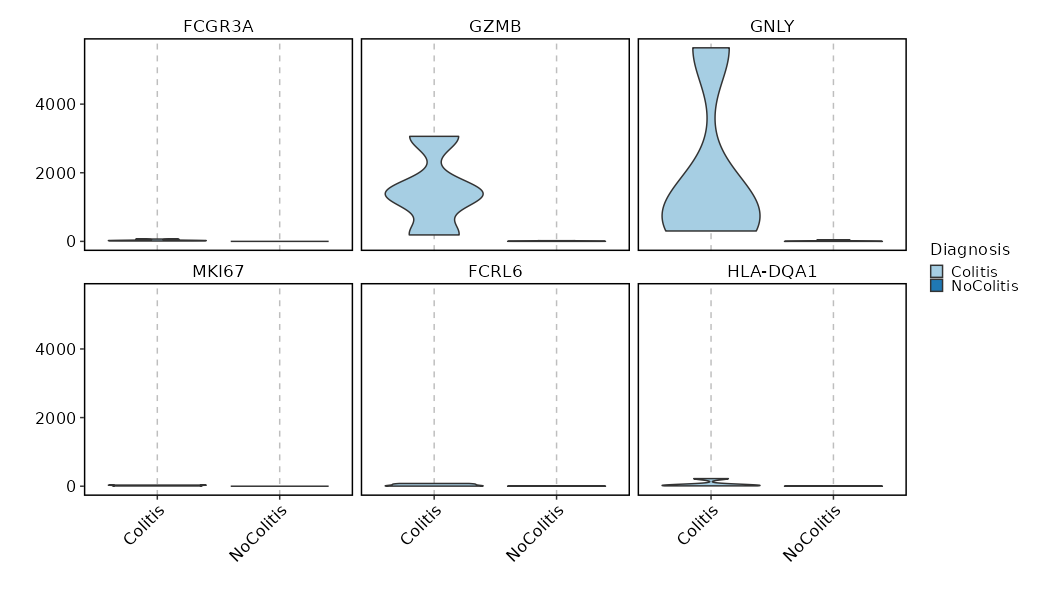 FCGR3A GZMB GNLY
4000
2000
0
MKI67 FCRL6 HLA-DQA1
4000
2000
0
Colitis NoColitis Colitis NoColitis Colitis NoColitis
Diagnosis
Colitis
NoColitis